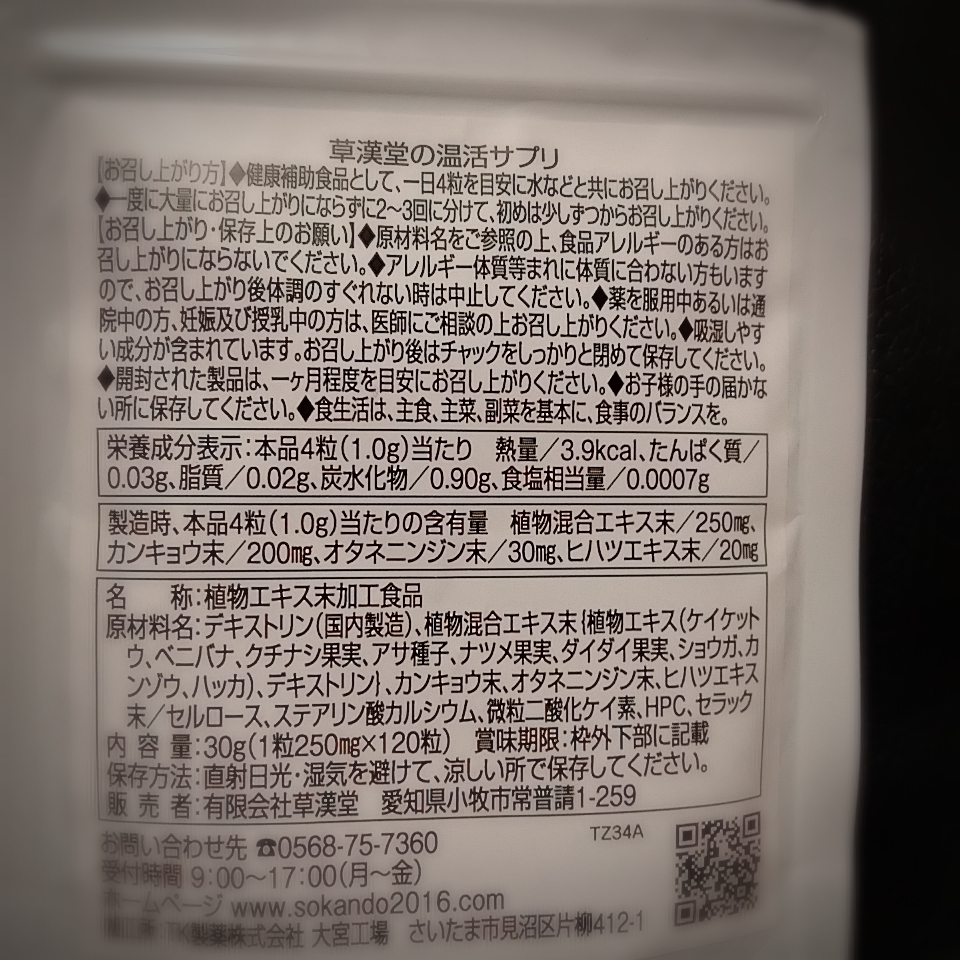 草漢堂の温活サプリ
【お召し上がり方】◆健康補助食品として、一日4粒を目安に水などと共にお召し上がりください。
◆一度に大量にお召し上がりにならずに2〜3回に分けて、初めは少しずつからお召し上がりください。
【お召し上がり・保存上のお願い】◆原材料名をご参照の上、食品アレルギーのある方はお
召し上がりにならないでください。◆アレルギー体質等まれに体質に合わない方もいます
ので、お召し上がり後体調のすぐれない時は中止してください。◆薬を服用中あるいは通
院中の方、妊娠及び授乳中の方は、医師にご相談の上お召し上がりください。◆吸湿しやす
い成分が含まれています。お召し上がり後はチャックをしっかりと閉めて保存してください。
◆開封された製品は、一ヶ月程度を目安にお召し上がりください。◆お子様の手の届かな
い所に保存してください。◆食生活は、主食、主菜、副菜を基本に、食事のバランスを。
栄養成分表示:本品4粒(1.0g)当たり 熱量/3.9kcal、たんぱく質/
0.03g、脂質/0.02g、炭水化物/0.90g、食塩相当量/0.0007g
製造時、本品4粒(1.0g)当たりの含有量 植物混合エキス末/250㎎、
カンキョウ末/200㎎、オタネニンジン末/30㎎、ヒハツエキス末/20㎎
名 称:植物エキス末加工食品
原材料名:デキストリン(国内製造)、植物混合エキス末{植物エキス(ケイケット
ウ、ベニバナ、クチナシ果実、アサ種子、ナツメ果実、ダイダイ果実、ショウガ、カ
ンゾウ、ハッカ)、デキストリン}、カンキョウ末、オタネニンジン末、ヒハツエキス
末/セルロース、ステアリン酸カルシウム、微粒二酸化ケイ素、HPC、セラック
内 容 量:30g(1粒250㎎×120粒) 賞味期限:枠外下部に記載
保存方法:直射日光・湿気を避けて、涼しい所で保存してください。
販 売 者:有限会社草漢堂 愛知県小牧市常普請1-259
お問い合わせ先 ☎0568-75-7360 TZ34A
受付時間 9:00〜17:00(月〜金)
ホームページ www.sokando2016.com
TK製薬株式会社 大宮工場 さいたま市見沼区片柳412-1